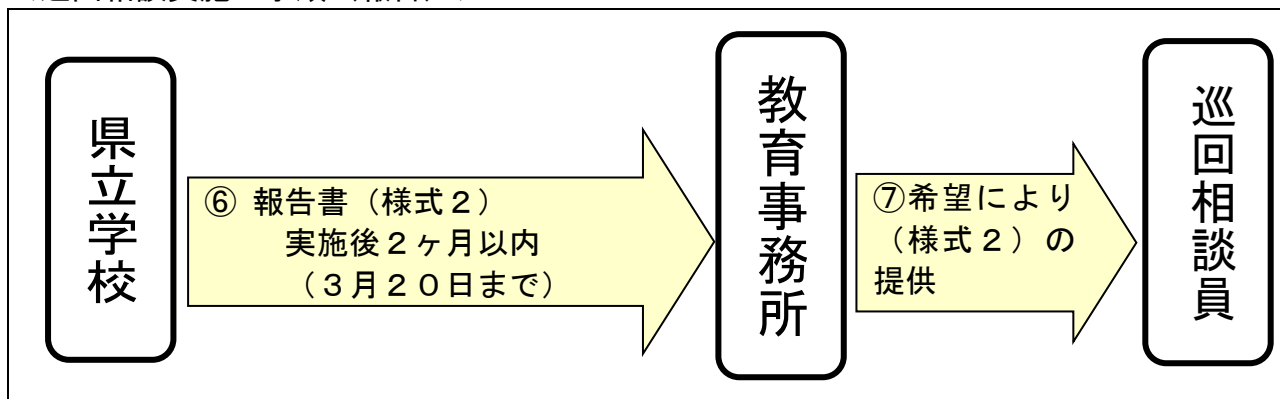 県立学校
⑥ 報告書（様式２）
実施後２ヶ月以内
（３月２０日まで）
教育事務所
⑦希望により
（様式２）の
提供
巡回相談員